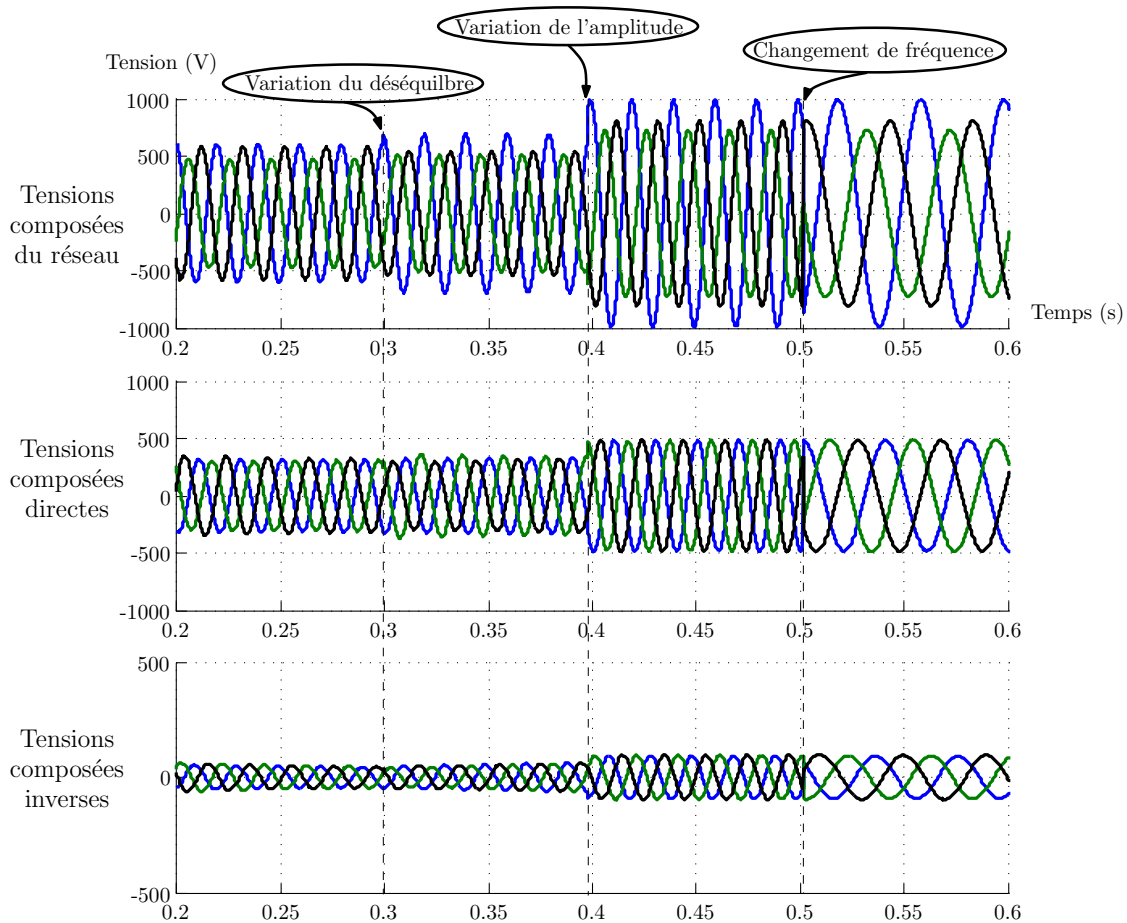 Variation de l'amplitude
Changement de fréquence
Tension (V)
Variation du déséquilbre
1000
500
0
-500
-1000
Tensions
composées
du réseau
Temps (s)
0.2
0.25
0.3
0.35
0.4
0.45
0.5
0.55
0.6
1000
500
0
-500
-1000
Tensions
composées
directes
0.2
0.25
0.3
0.35
0.4
0.45
0.5
0.55
0.6
500
0
-500
Tensions
composées
inverses
0.2
0.25
0.3
0.35
0.4
0.45
0.5
0.55
0.6